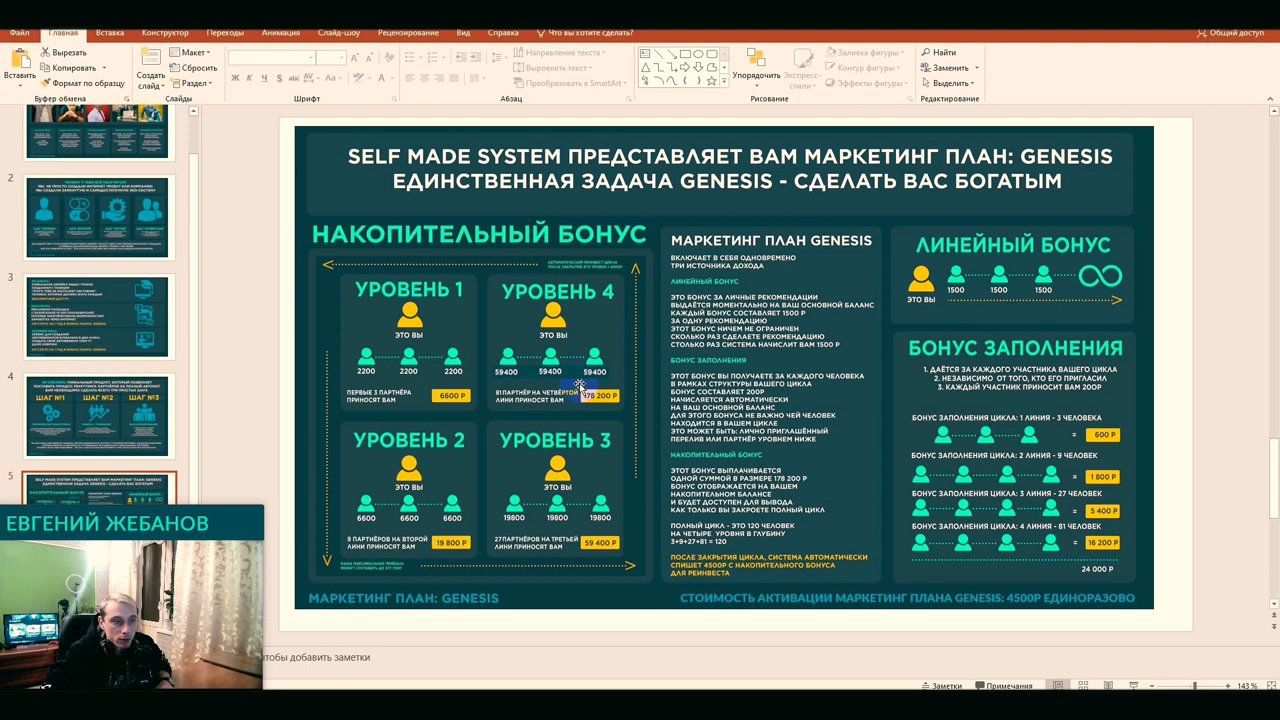 Файл Главная Вставка Конструктор Переходы Анимация Слайд-шоу Рецензирование Вид Справка Что вы хотите сделать? Общий доступ
Вставить
Вырезать
Копировать
Формат по образцу
Буфер обмена
Создать слайд
Макет
Сбросить
Раздел
Слайды
Шрифт
Направление текста
Выровнять текст
Преобразовать в SmartArt
Абзац
Упорядочить
Экспресс-стили
Заливка фигуры
Контур фигуры
Эффекты фигуры
Рисование
Найти
Заменить
Выделить
Редактирование
2
3
4
ШАГ №1 ШАГ №2 ШАГ №3
5
SELF MADE SYSTEM ПРЕДСТАВЛЯЕТ ВАМ МАРКЕТИНГ ПЛАН: GENESIS
ЕДИНСТВЕННАЯ ЗАДАЧА GENESIS - СДЕЛАТЬ ВАС БОГАТЫМ
НАКОПИТЕЛЬНЫЙ БОНУС
УРОВЕНЬ 1
ЭТО ВЫ
2200 2200 2200
ПЕРВЫЕ 3 ПАРТНЁРА
ПРИНОСЯТ ВАМ
6600 Р
УРОВЕНЬ 4
ЭТО ВЫ
59400 59400 59400
81 ПАРТНЁР НА ЧЕТВЁРТОЙ
ЛИНИ ПРИНОСЯТ ВАМ
178 200 Р
УРОВЕНЬ 2
ЭТО ВЫ
6600 6600 6600
9 ПАРТНЁРОВ НА ВТОРОЙ
ЛИНИ ПРИНОСЯТ ВАМ
19 800 Р
УРОВЕНЬ 3
ЭТО ВЫ
19800 19800 19800
27 ПАРТНЁРОВ НА ТРЕТЬЕЙ
ЛИНИ ПРИНОСЯТ ВАМ
59 400 Р
МАРКЕТИНГ ПЛАН GENESIS
ВКЛЮЧАЕТ В СЕБЯ ОДНОВРЕМЕНО
ТРИ ИСТОЧНИКА ДОХОДА
ЛИНЕЙНЫЙ БОНУС
ЭТО БОНУС ЗА ЛИЧНЫЕ РЕКОМЕНДАЦИИ
ВЫДАЁТСЯ МОМЕНТАЛЬНО НА ВАШ ОСНОВНОЙ БАЛАНС
КАЖДЫЙ БОНУС СОСТАВЛЯЕТ 1500 Р
ЗА ОДНУ РЕКОМЕНДАЦИЮ
ЭТОТ БОНУС НИЧЕМ НЕ ОГРАНИЧЕН
СКОЛЬКО РАЗ СДЕЛАЕТЕ РЕКОМЕНДАЦИЮ
СТОЛЬКО РАЗ СИСТЕМА НАЧИСЛИТ ВАМ 1500 Р
БОНУС ЗАПОЛНЕНИЯ
ЭТОТ БОНУС ВЫ ПОЛУЧАЕТЕ ЗА КАЖДОГО ЧЕЛОВЕКА
В РАМКАХ СТРУКТУРЫ ВАШЕГО ЦИКЛА
БОНУС СОСТАВЛЯЕТ 200Р
НАЧИСЛЯЕТСЯ АВТОМАТИЧЕСКИ
НА ВАШ ОСНОВНОЙ БАЛАНС
ДЛЯ ЭТОГО БОНУСА НЕ ВАЖНО ЧЕЙ ЧЕЛОВЕК
НАХОДИТСЯ В ВАШЕМ ЦИКЛЕ
ЭТО МОЖЕТ БЫТЬ: ЛИЧНО ПРИГЛАШЁННЫЙ
ПЕРЕЛИВ ИЛИ ПАРТНЁР УРОВНЕМ НИЖЕ
НАКОПИТЕЛЬНЫЙ БОНУС
ЭТОТ БОНУС ВЫПЛАЧИВАЕТСЯ
ОДНОЙ СУММОЙ В РАЗМЕРЕ 178 200 Р
БОНУС ОТОБРАЖАЕТСЯ НА ВАШЕМ
НАКОПИТЕЛЬНОМ БАЛАНСЕ
И БУДЕТ ДОСТУПЕН ДЛЯ ВЫВОДА
КАК ТОЛЬКО ВЫ ЗАКРОЕТЕ ПОЛНЫЙ ЦИКЛ
ПОЛНЫЙ ЦИКЛ - ЭТО 120 ЧЕЛОВЕК
НА ЧЕТЫРЕ УРОВНЯ В ГЛУБИНУ
3+9+27+81 = 120
ПОСЛЕ ЗАКРЫТИЯ ЦИКЛА, СИСТЕМА АВТОМАТИЧЕСКИ
СПИШЕТ 4500Р С НАКОПИТЕЛЬНОГО БОНУСА
ДЛЯ РЕИНВЕСТА
ЛИНЕЙНЫЙ БОНУС
ЭТО ВЫ
1500 1500 1500
БОНУС ЗАПОЛНЕНИЯ
1. ДАЁТСЯ ЗА КАЖДОГО УЧАСТНИКА ВАШЕГО ЦИКЛА
2. НЕЗАВИСИМО ОТ ТОГО, КТО ЕГО ПРИГЛАСИЛ
3. КАЖДЫЙ УЧАСТНИК ПРИНОСИТ ВАМ 200Р
БОНУС ЗАПОЛНЕНИЯ ЦИКЛА: 1 ЛИНИЯ - 3 ЧЕЛОВЕКА
= 600 Р
БОНУС ЗАПОЛНЕНИЯ ЦИКЛА: 2 ЛИНИЯ - 9 ЧЕЛОВЕК
= 1 800 Р
БОНУС ЗАПОЛНЕНИЯ ЦИКЛА: 3 ЛИНИЯ - 27 ЧЕЛОВЕК
= 5 400 Р
БОНУС ЗАПОЛНЕНИЯ ЦИКЛА: 4 ЛИНИЯ - 81 ЧЕЛОВЕК
= 16 200 Р
24 000 Р
МАРКЕТИНГ ПЛАН: GENESIS
СТОИМОСТЬ АКТИВАЦИИ МАРКЕТИНГ ПЛАНА GENESIS: 4500Р ЕДИНОРАЗОВО
ЕВГЕНИЙ ЖЕБАНОВ
чтобы добавить заметки
Заметки Примечания 143 %